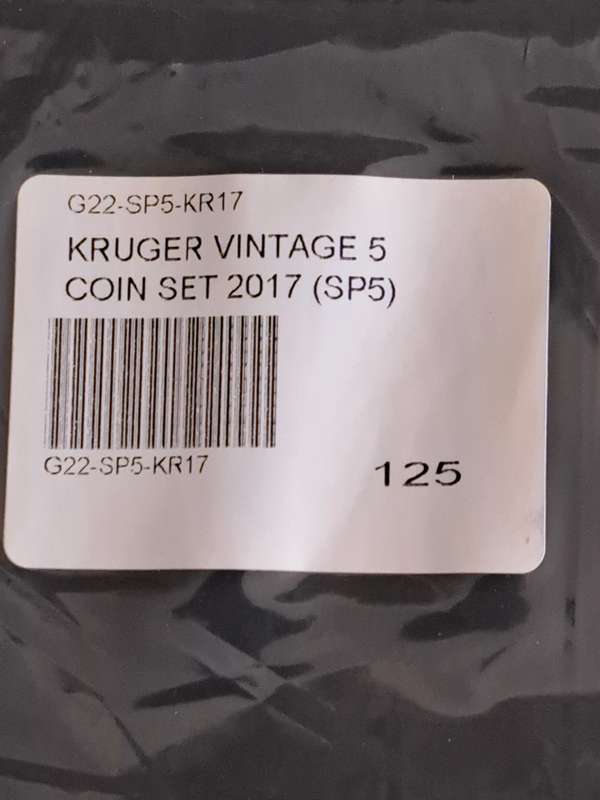 G22-SP5-KR17
KRUGER VINTAGE 5
COIN SET 2017 (SP5)
G22-SP5-KR17
125